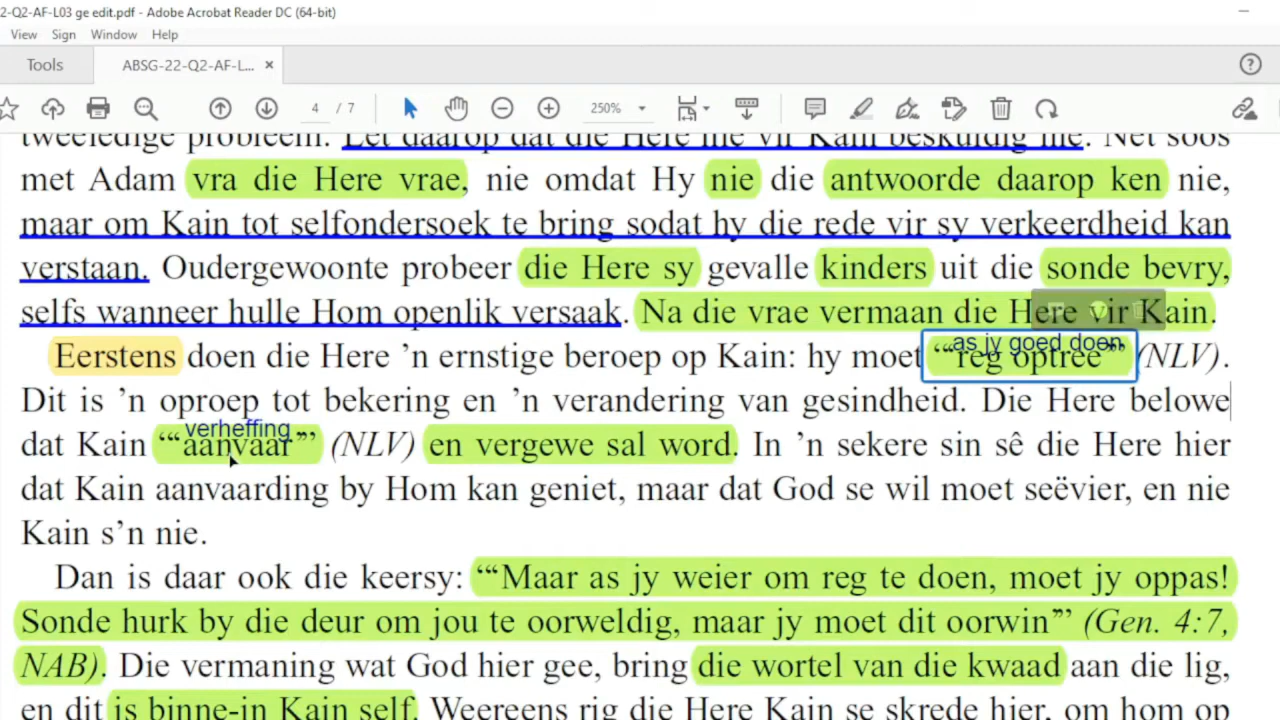 2-Q2-AF-L03 ge edit.pdf - Adobe Acrobat Reader DC (64-bit)
View Sign Window Help
Tools ABSG-22-Q2-AF-L... ×
4 / 7 250%
tweeledige probleem. Let daarop dat die Here nie vir Kain beskuldig nie. Net soos
met Adam vra die Here vrae, nie omdat Hy nie die antwoorde daarop ken nie,
maar om Kain tot selfondersoek te bring sodat hy die rede vir sy verkeerdheid kan
verstaan. Oudergewoonte probeer die Here sy gevalle kinders uit die sonde bevry,
selfs wanneer hulle Hom openlik versaak. Na die vrae vermaan die Here vir Kain.
as jy goed doen
Eerstens doen die Here ’n ernstige beroep op Kain: hy moet “‘reg optree’” (NLV).
Dit is ’n oproep tot bekering en ’n verandering van gesindheid. Die Here belowe
verheffing
dat Kain “‘aanvaar’” (NLV) en vergewe sal word. In ’n sekere sin sê die Here hier
dat Kain aanvaarding by Hom kan geniet, maar dat God se wil moet seëvier, en nie
Kain s’n nie.
Dan is daar ook die keersy: “‘Maar as jy weier om reg te doen, moet jy oppas!
Sonde hurk by die deur om jou te oorweldig, maar jy moet dit oorwin’” (Gen. 4:7,
NAB). Die vermaning wat God hier gee, bring die wortel van die kwaad aan die lig,
en dit is binne-in Kain self. Weereens rig die Here Kain se skrede hier, om hom op